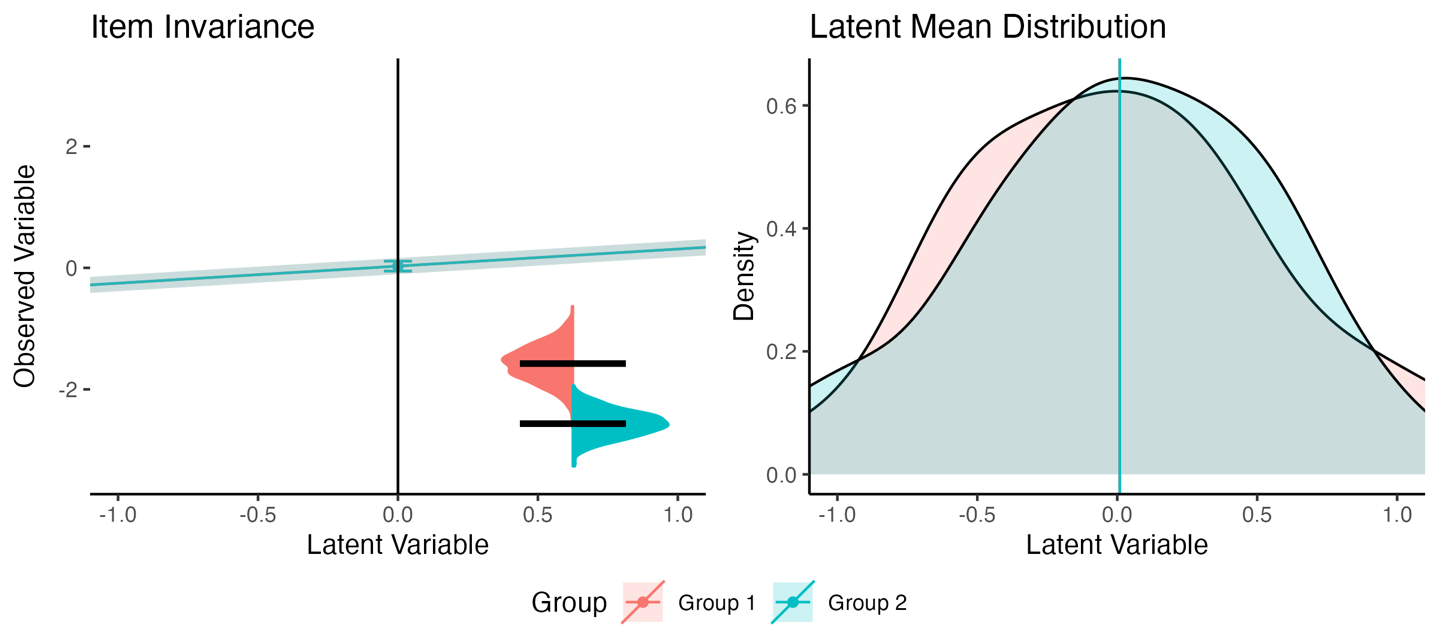 Item Invariance
Observed Variable
2
0
-2
-1.0 -0.5 0.0 0.5 1.0
Latent Variable
Latent Mean Distribution
Density
0.6
0.4
0.2
0.0
-1.0 -0.5 0.0 0.5 1.0
Latent Variable
Group Group 1 Group 2